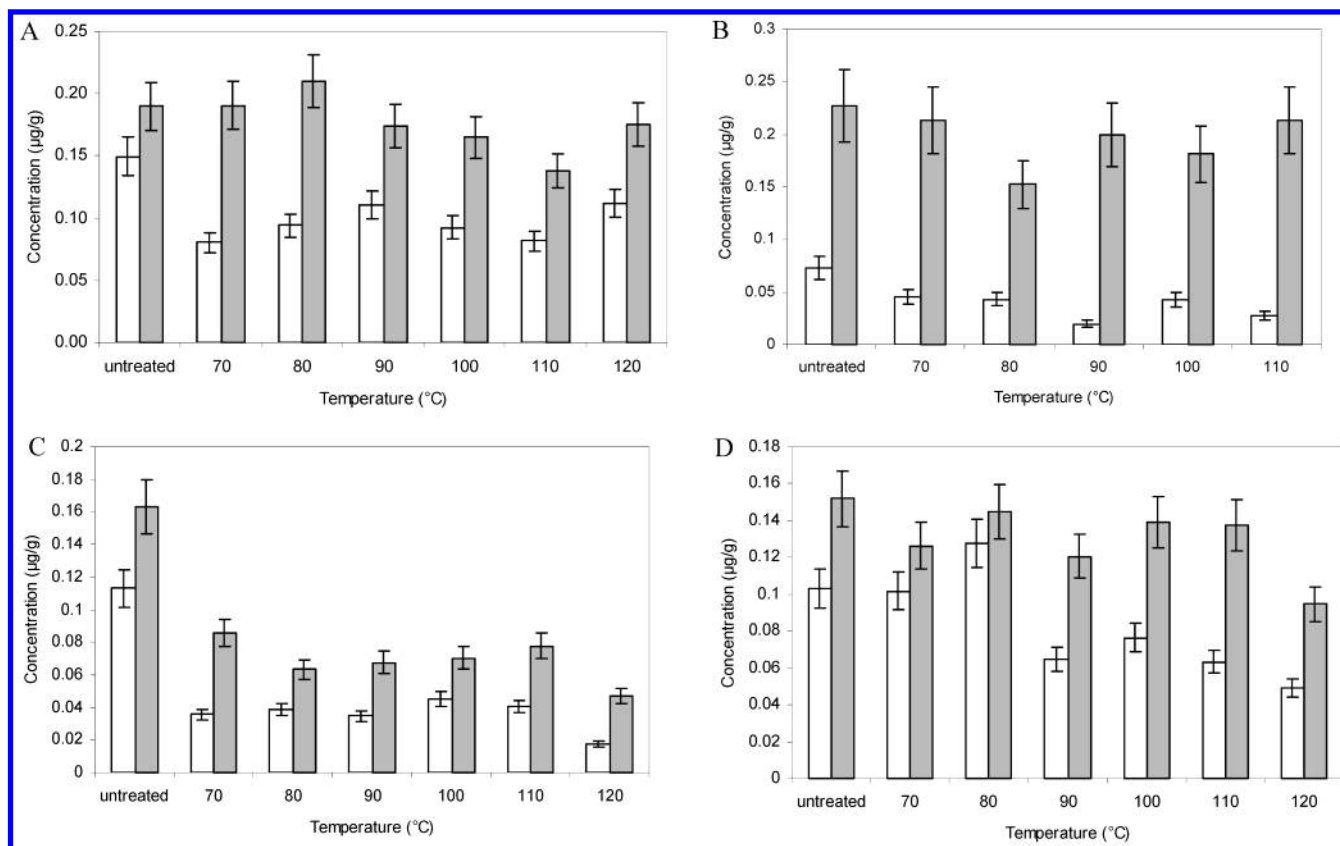 A
Concentration (µg/g)
0.25
0.20
0.15
0.10
0.05
0.00
untreated 70 80 90 100 110 120
Temperature (°C)
B
Concentration (µg/g)
0.3
0.25
0.2
0.15
0.1
0.05
0
untreated 70 80 90 100 110
Temperature (°C)
C
Concentration (µg/g)
0.2
0.18
0.16
0.14
0.12
0.1
0.08
0.06
0.04
0.02
0
untreated 70 80 90 100 110 120
Temperature (°C)
D
Concentration (µg/g)
0.18
0.16
0.14
0.12
0.1
0.08
0.06
0.04
0.02
0
untreated 70 80 90 100 110 120
Temperature (°C)